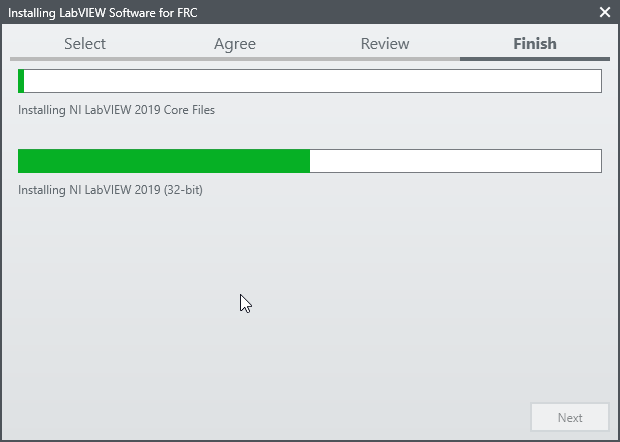 Installing LabVIEW Software for FRC
Select Agree Review Finish
Installing NI LabVIEW 2019 Core Files
Installing NI LabVIEW 2019 (32-bit)
Next